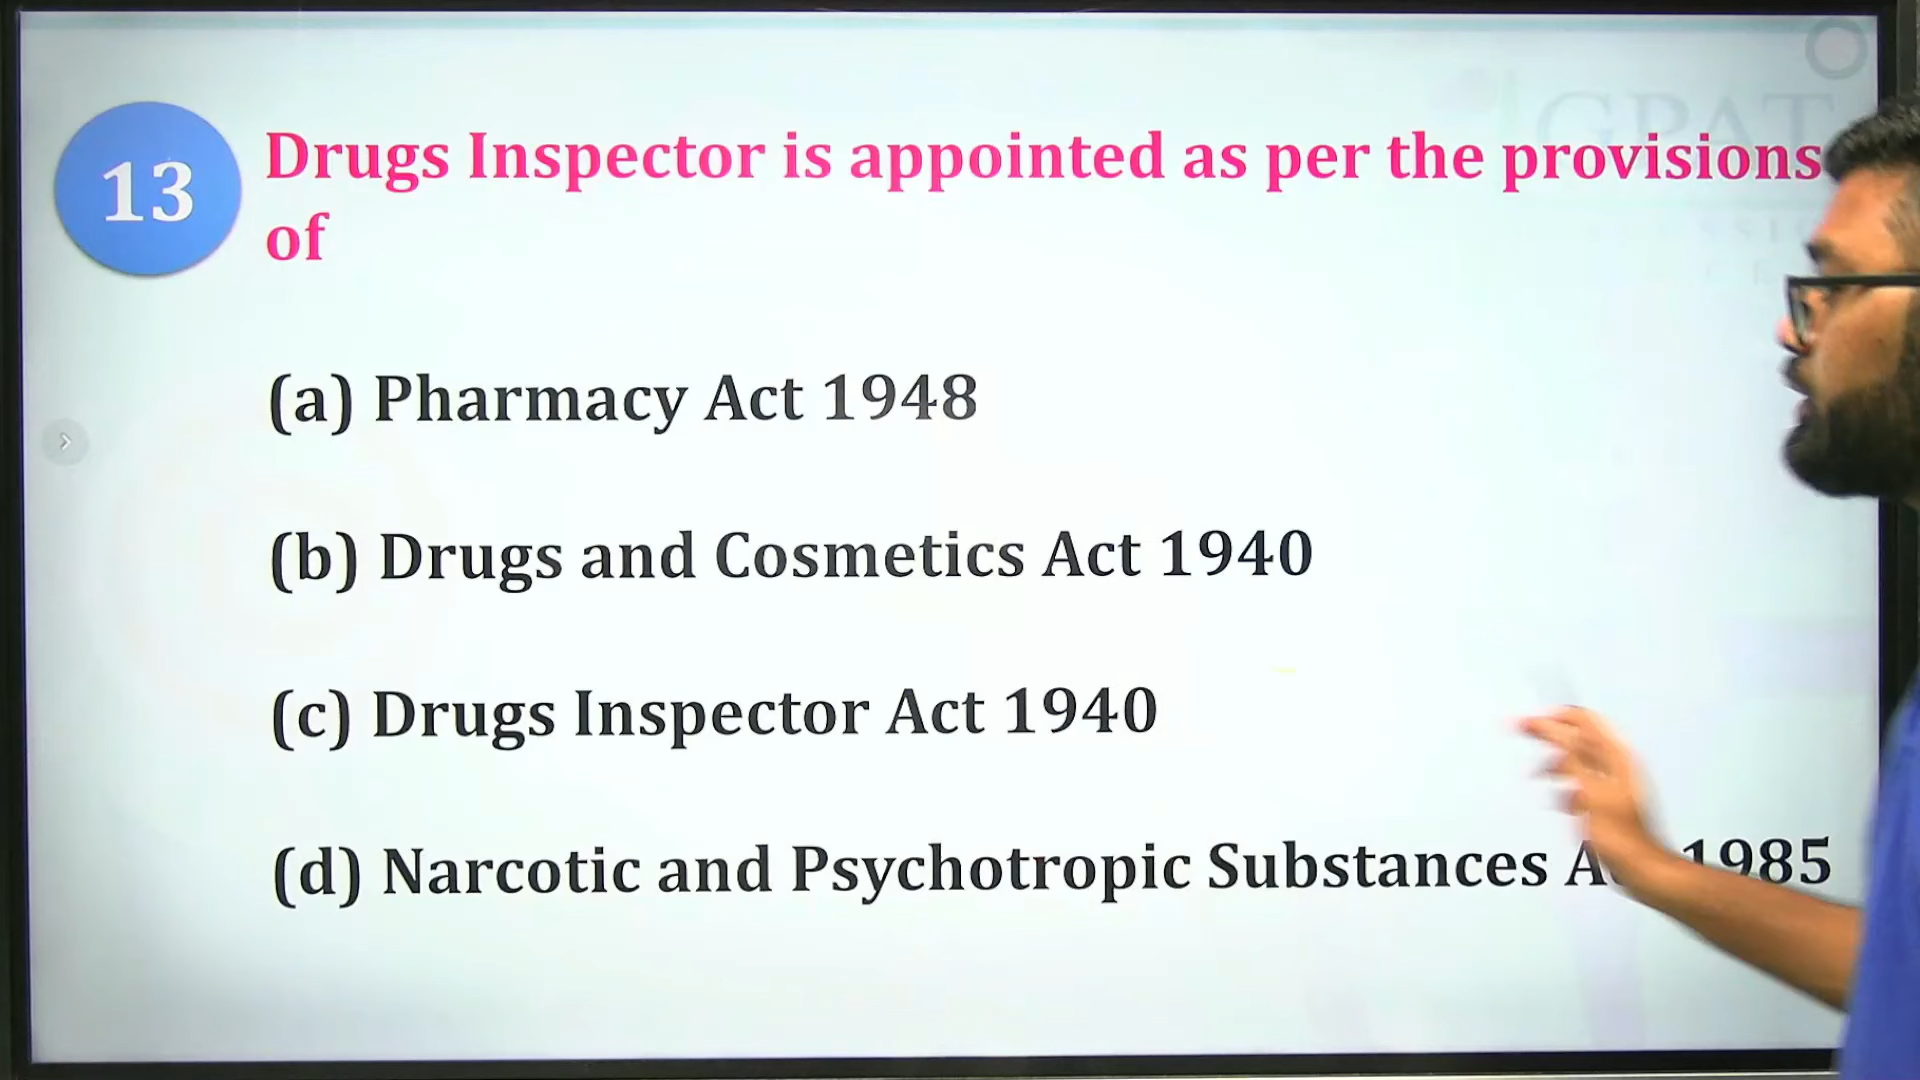 GPAT
13
Drugs Inspector is appointed as per the provisions
of
(a) Pharmacy Act 1948
(b) Drugs and Cosmetics Act 1940
(c) Drugs Inspector Act 1940
(d) Narcotic and Psychotropic Substances 1985